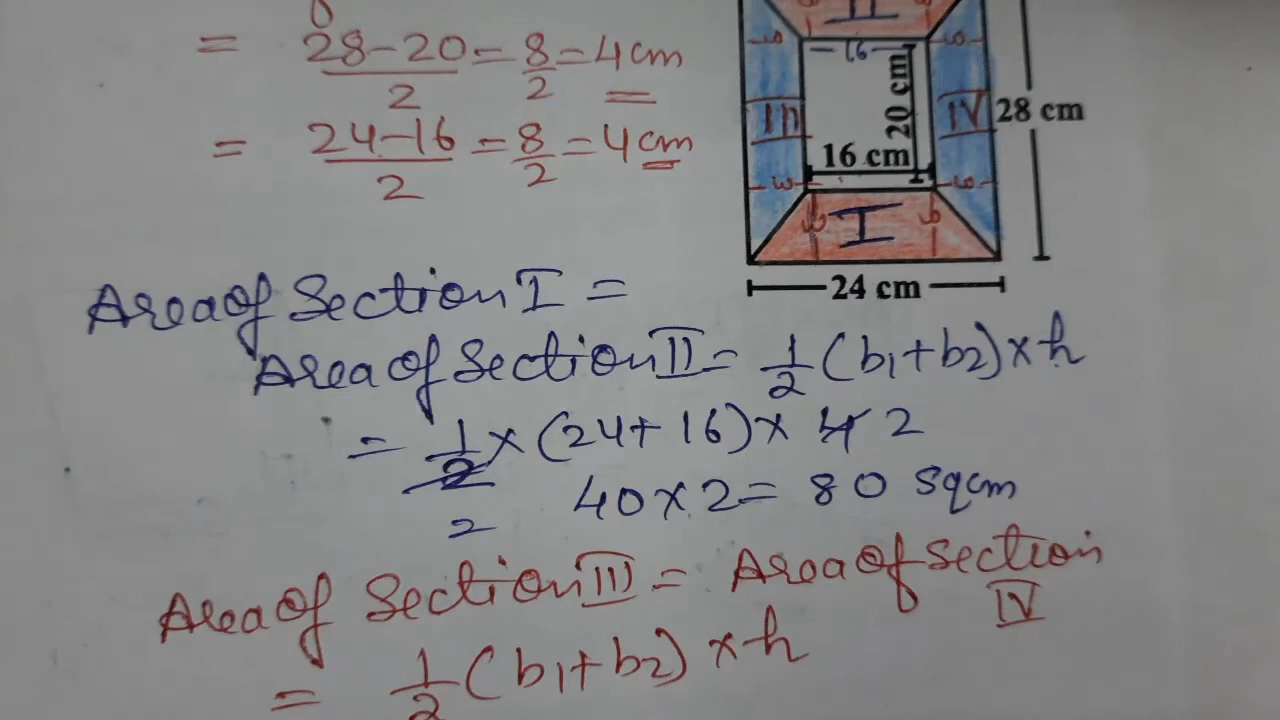 = 28-20/2 = 8/2 = 4cm
= 24-16/2 = 8/2 = 4cm
II
16
III
20 cm
IV
28 cm
16 cm
I
24 cm
Area of Section I =
Area of Section II = 1/2 (b1+b2) x h
= 1/2 x (24+16) x 4 2
2
40 x 2 = 80 sqcm
Area of Section III = Area of Section
IV
= 1/2 (b1+b2) x h